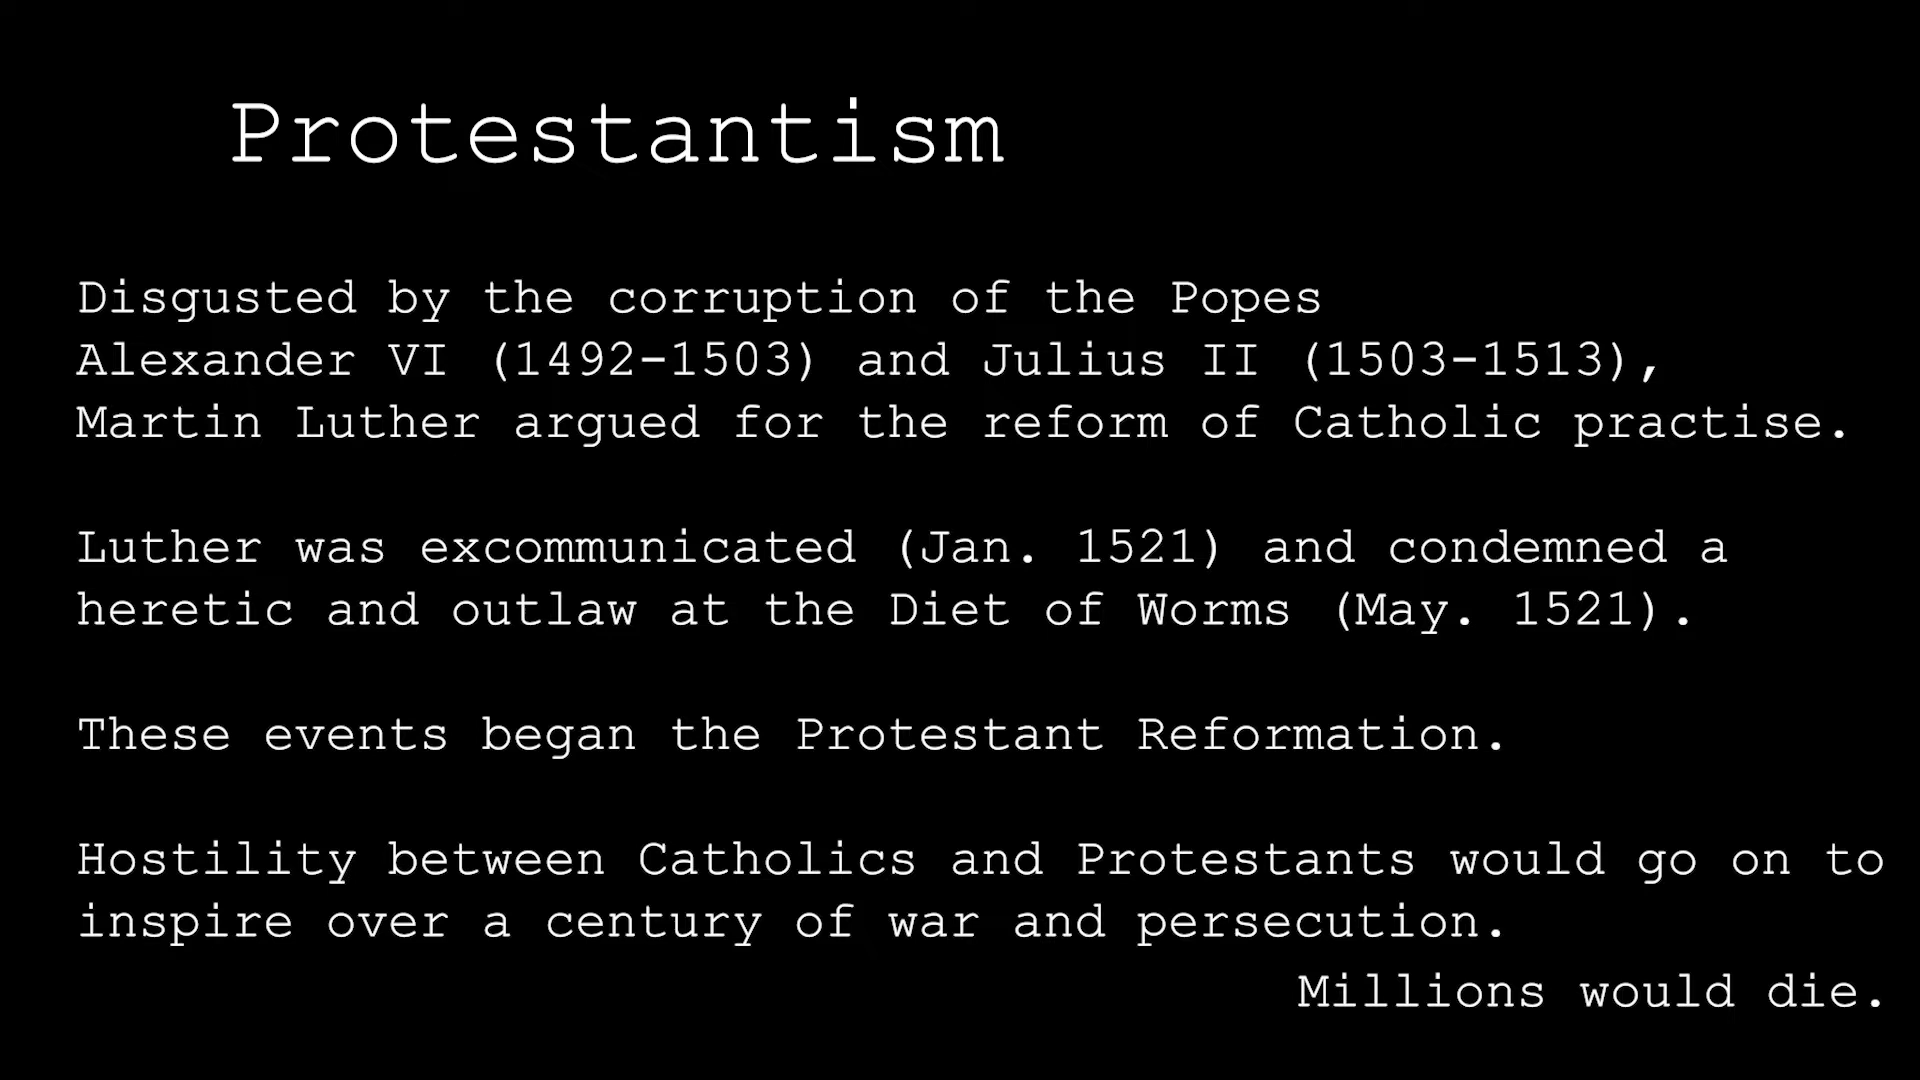 Protestantism
Disgusted by the corruption of the Popes
Alexander VI (1492-1503) and Julius II (1503-1513),
Martin Luther argued for the reform of Catholic practise.
Luther was excommunicated (Jan. 1521) and condemned a
heretic and outlaw at the Diet of Worms (May. 1521).
These events began the Protestant Reformation.
Hostility between Catholics and Protestants would go on to
inspire over a century of war and persecution.
Millions would die.